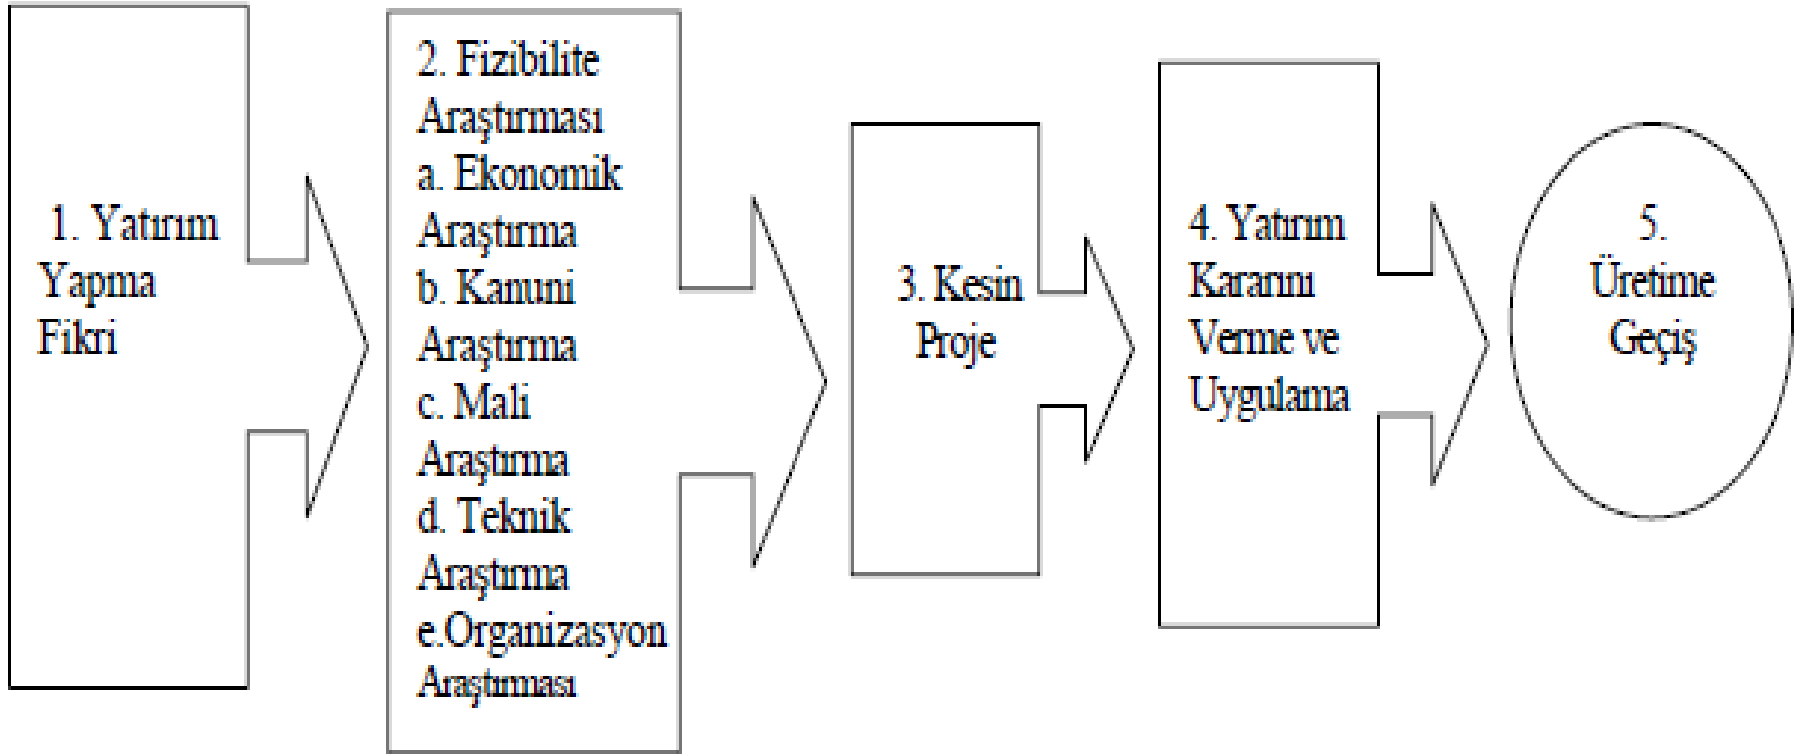 1. Yatırım
Yapma
Fikri
2. Fizibilite
Araştırması
a. Ekonomik
Araştırma
b. Kanuni
Araştırma
c. Mali
Araştırma
d. Teknik
Araştırma
e.Organizasyon
Araştırması
3. Kesin
Proje
4. Yatırım
Kararını
Verme ve
Uygulama
5.
Üretime
Geçiş